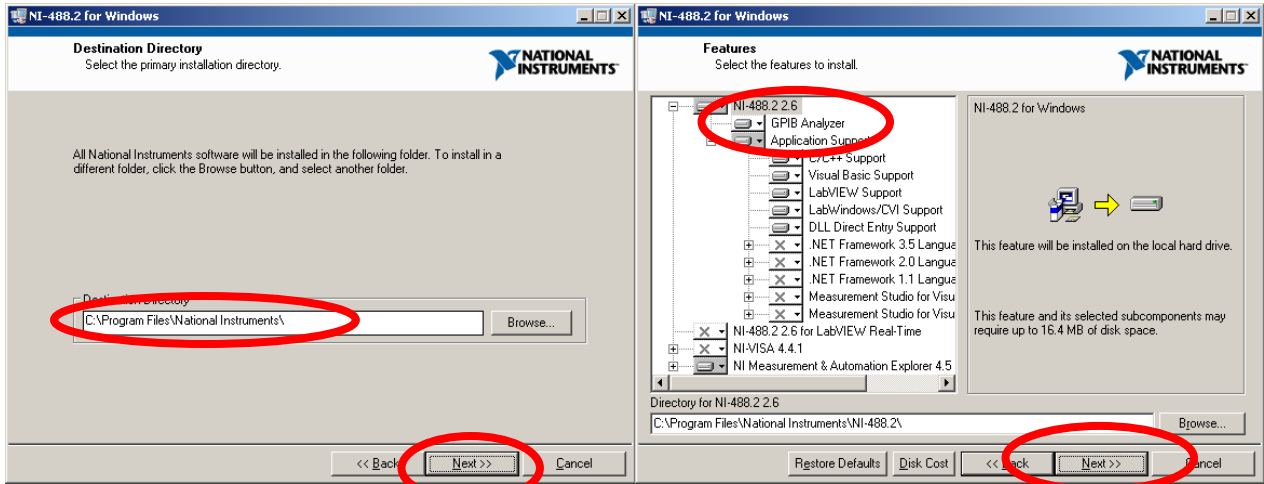 NI-488.2 for Windows
Destination Directory
Select the primary installation directory.
NATIONAL
INSTRUMENTS
All National Instruments software will be installed in the following folder. To install in a
different folder, click the Browse button, and select another folder.
Destination Directory
C:\Program Files\National Instruments\
Browse...
<< Back
Next >>
Cancel
NI-488.2 for Windows
Features
Select the features to install.
NATIONAL
INSTRUMENTS
NI-488.2 2.6
GPIB Analyzer
Application Support
C/C++ Support
Visual Basic Support
LabVIEW Support
LabWindows/CVI Support
DLL Direct Entry Support
.NET Framework 3.5 Langua
.NET Framework 2.0 Langua
.NET Framework 1.1 Langua
Measurement Studio for Visu
Measurement Studio for Visu
NI-488.2 2.6 for LabVIEW Real-Time
NI-VISA 4.4.1
NI Measurement & Automation Explorer 4.5
NI-488.2 for Windows
This feature will be installed on the local hard drive.
This feature and its selected subcomponents may
require up to 16.4 MB of disk space.
Directory for NI-488.2 2.6
C:\Program Files\National Instruments\NI-488.2\
Browse...
Restore Defaults
Disk Cost
<< Back
Next >>
Cancel